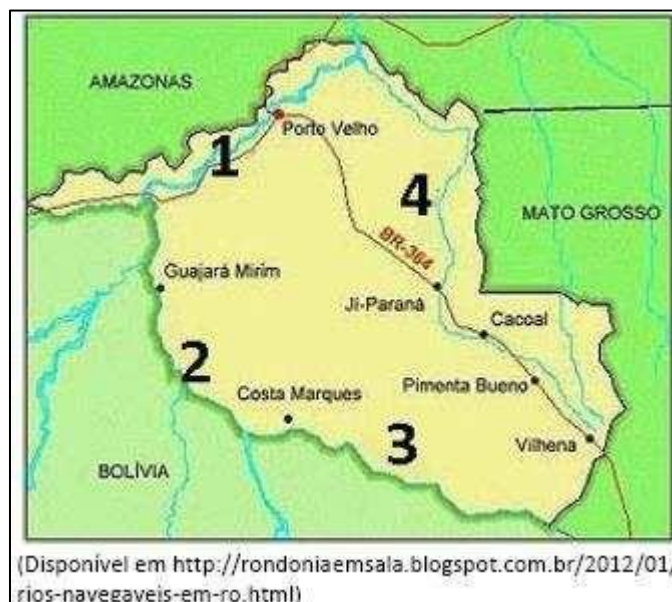 AMAZONAS
1
Porto Velho
4
MATO GROSSO
BR-364
Guajará Mirim
Jí-Paraná
Cacoal
2
Costa Marques
Pimenta Bueno
3
Vilhena
BOLÍVIA
(Disponível em http://rondoniaemsala.blogspot.com.br/2012/01/
rios-navegaveis-em-ro.html)